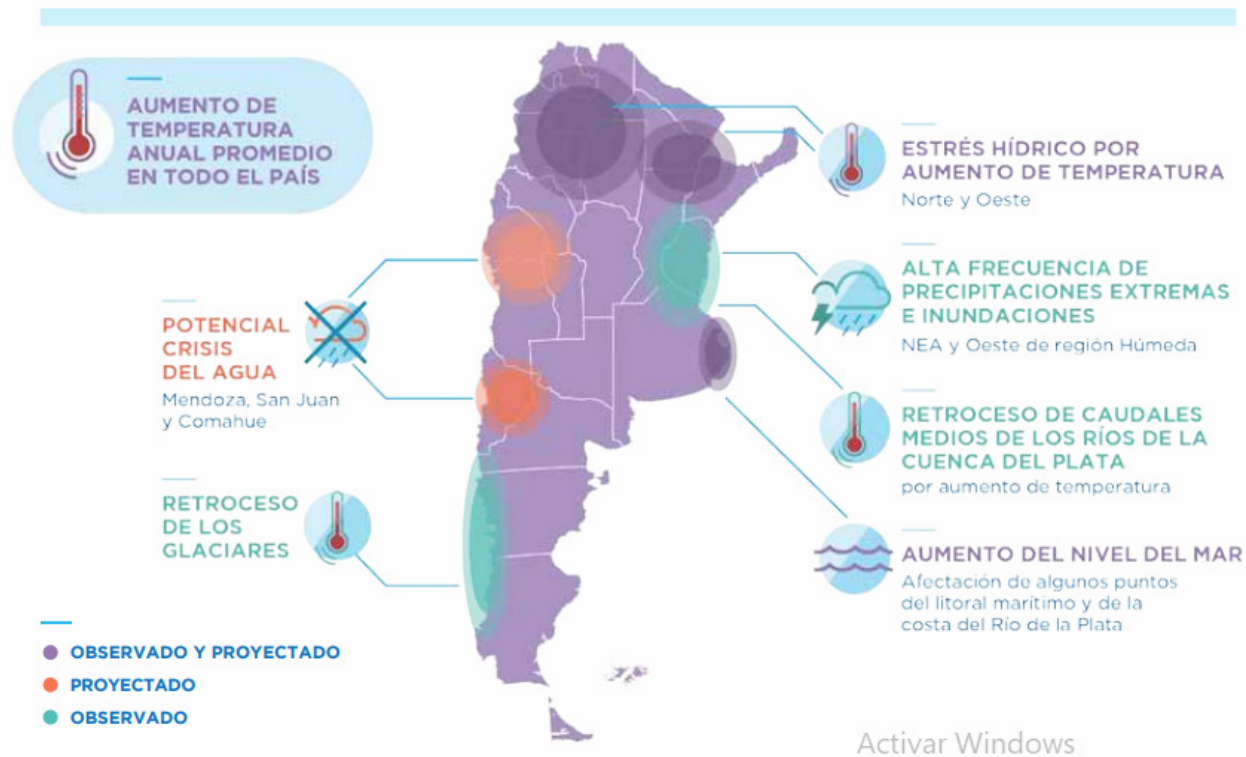 AUMENTO DE
TEMPERATURA
ANUAL PROMEDIO
EN TODO EL PAÍS
POTENCIAL
CRISIS
DEL AGUA
Mendoza, San Juan
y Comahue
RETROCESO
DE LOS
GLACIARES
ESTRÉS HÍDRICO POR
AUMENTO DE TEMPERATURA
Norte y Oeste
ALTA FRECUENCIA DE
PRECIPITACIONES EXTREMAS
E INUNDACIONES
NEA y Oeste de región Húmeda
RETROCESO DE CAUDALES
MEDIOS DE LOS RÍOS DE LA
CUENCA DEL PLATA
por aumento de temperatura
AUMENTO DEL NIVEL DEL MAR
Afectación de algunos puntos
del litoral marítimo y de la
costa del Río de la Plata
OBSERVADO Y PROYECTADO
PROYECTADO
OBSERVADO
Activar Windows